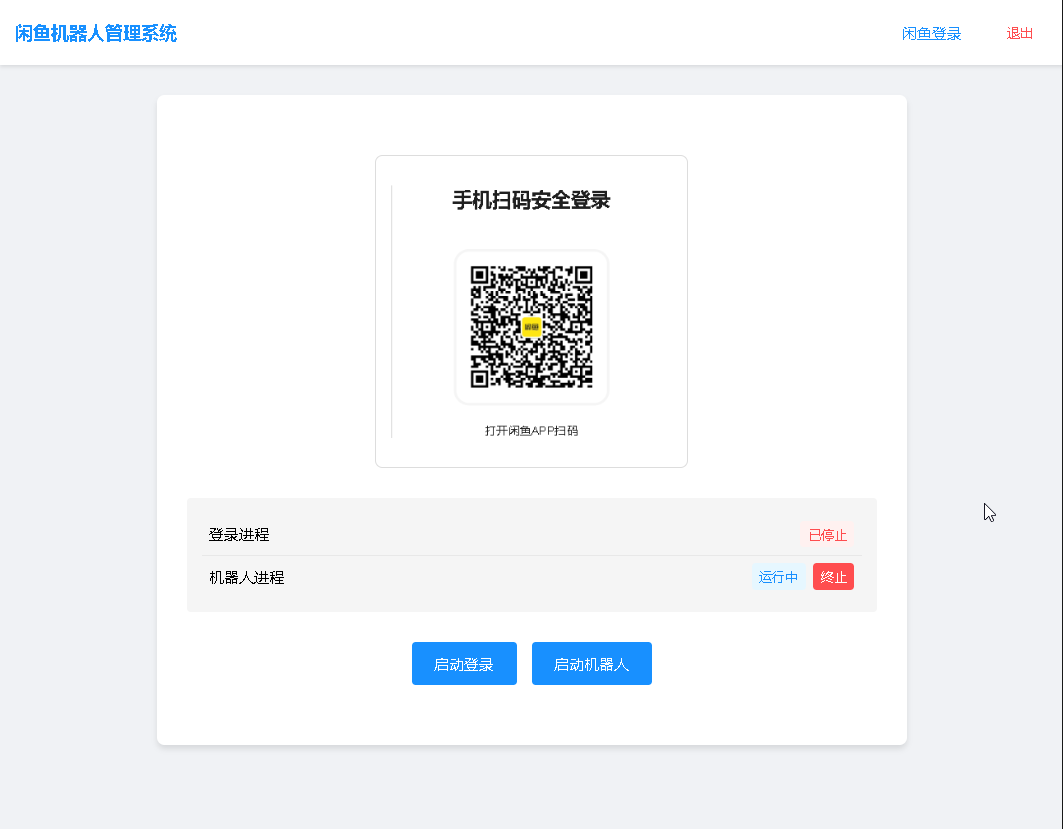 闲鱼机器人管理系统
闲鱼登录
退出
手机扫码安全登录
闲鱼
打开闲鱼APP扫码
登录进程
已停止
机器人进程
运行中
终止
启动登录
启动机器人